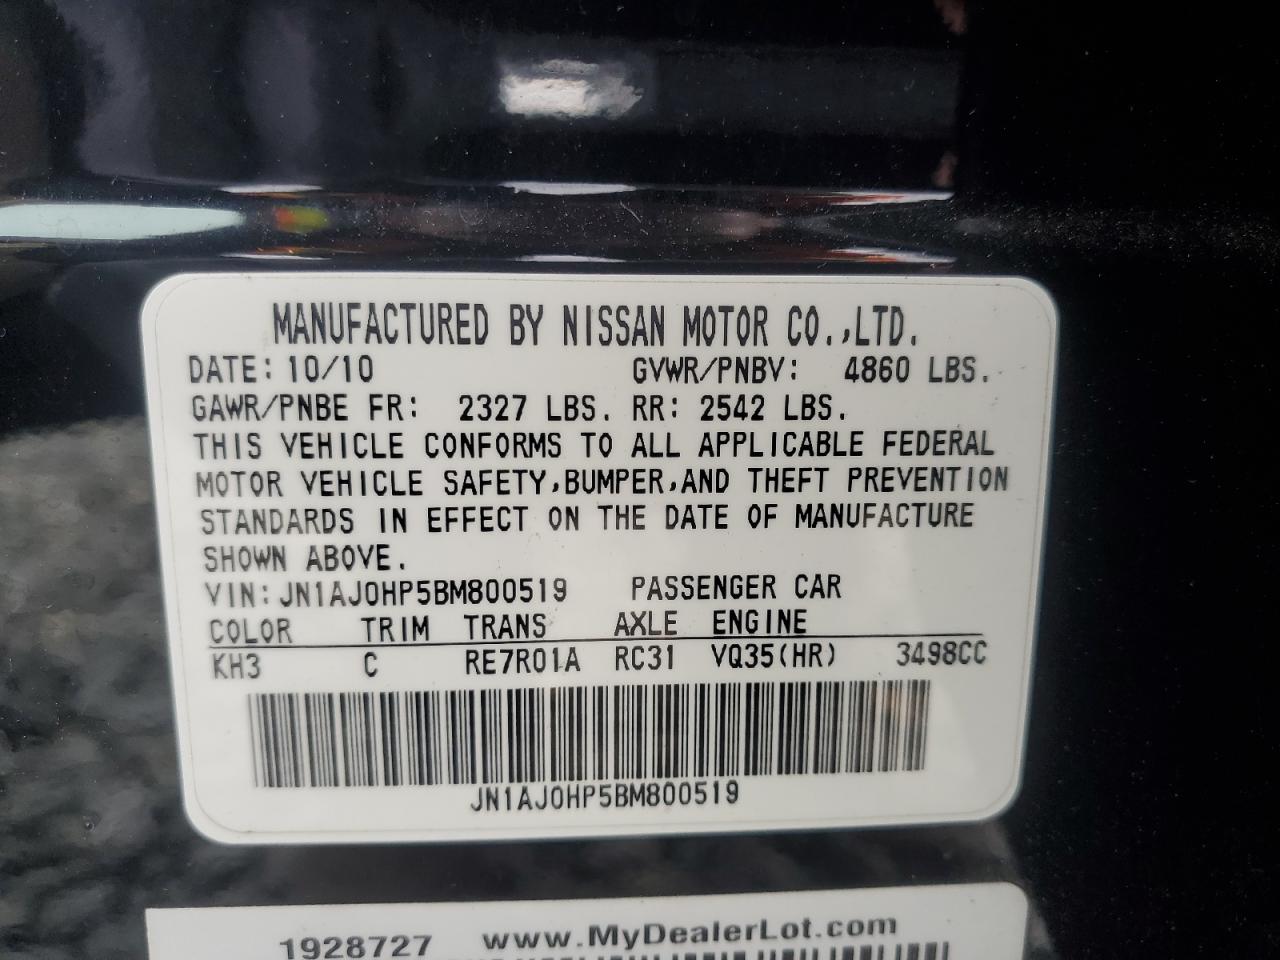 MANUFACTURED BY NISSAN MOTOR CO.,LTD.
DATE: 10/10 GVWR/PNBV: 4860 LBS.
GAWR/PNBE FR: 2327 LBS. RR: 2542 LBS.
THIS VEHICLE CONFORMS TO ALL APPLICABLE FEDERAL
MOTOR VEHICLE SAFETY,BUMPER,AND THEFT PREVENTION
STANDARDS IN EFFECT ON THE DATE OF MANUFACTURE
SHOWN ABOVE.
VIN: JN1AJ0HP5BM800519 PASSENGER CAR
COLOR TRIM TRANS AXLE ENGINE
KH3 C RE7R01A RC31 VQ35(HR) 3498CC
JN1AJ0HP5BM800519
1928727 www.MyDealerLot.com